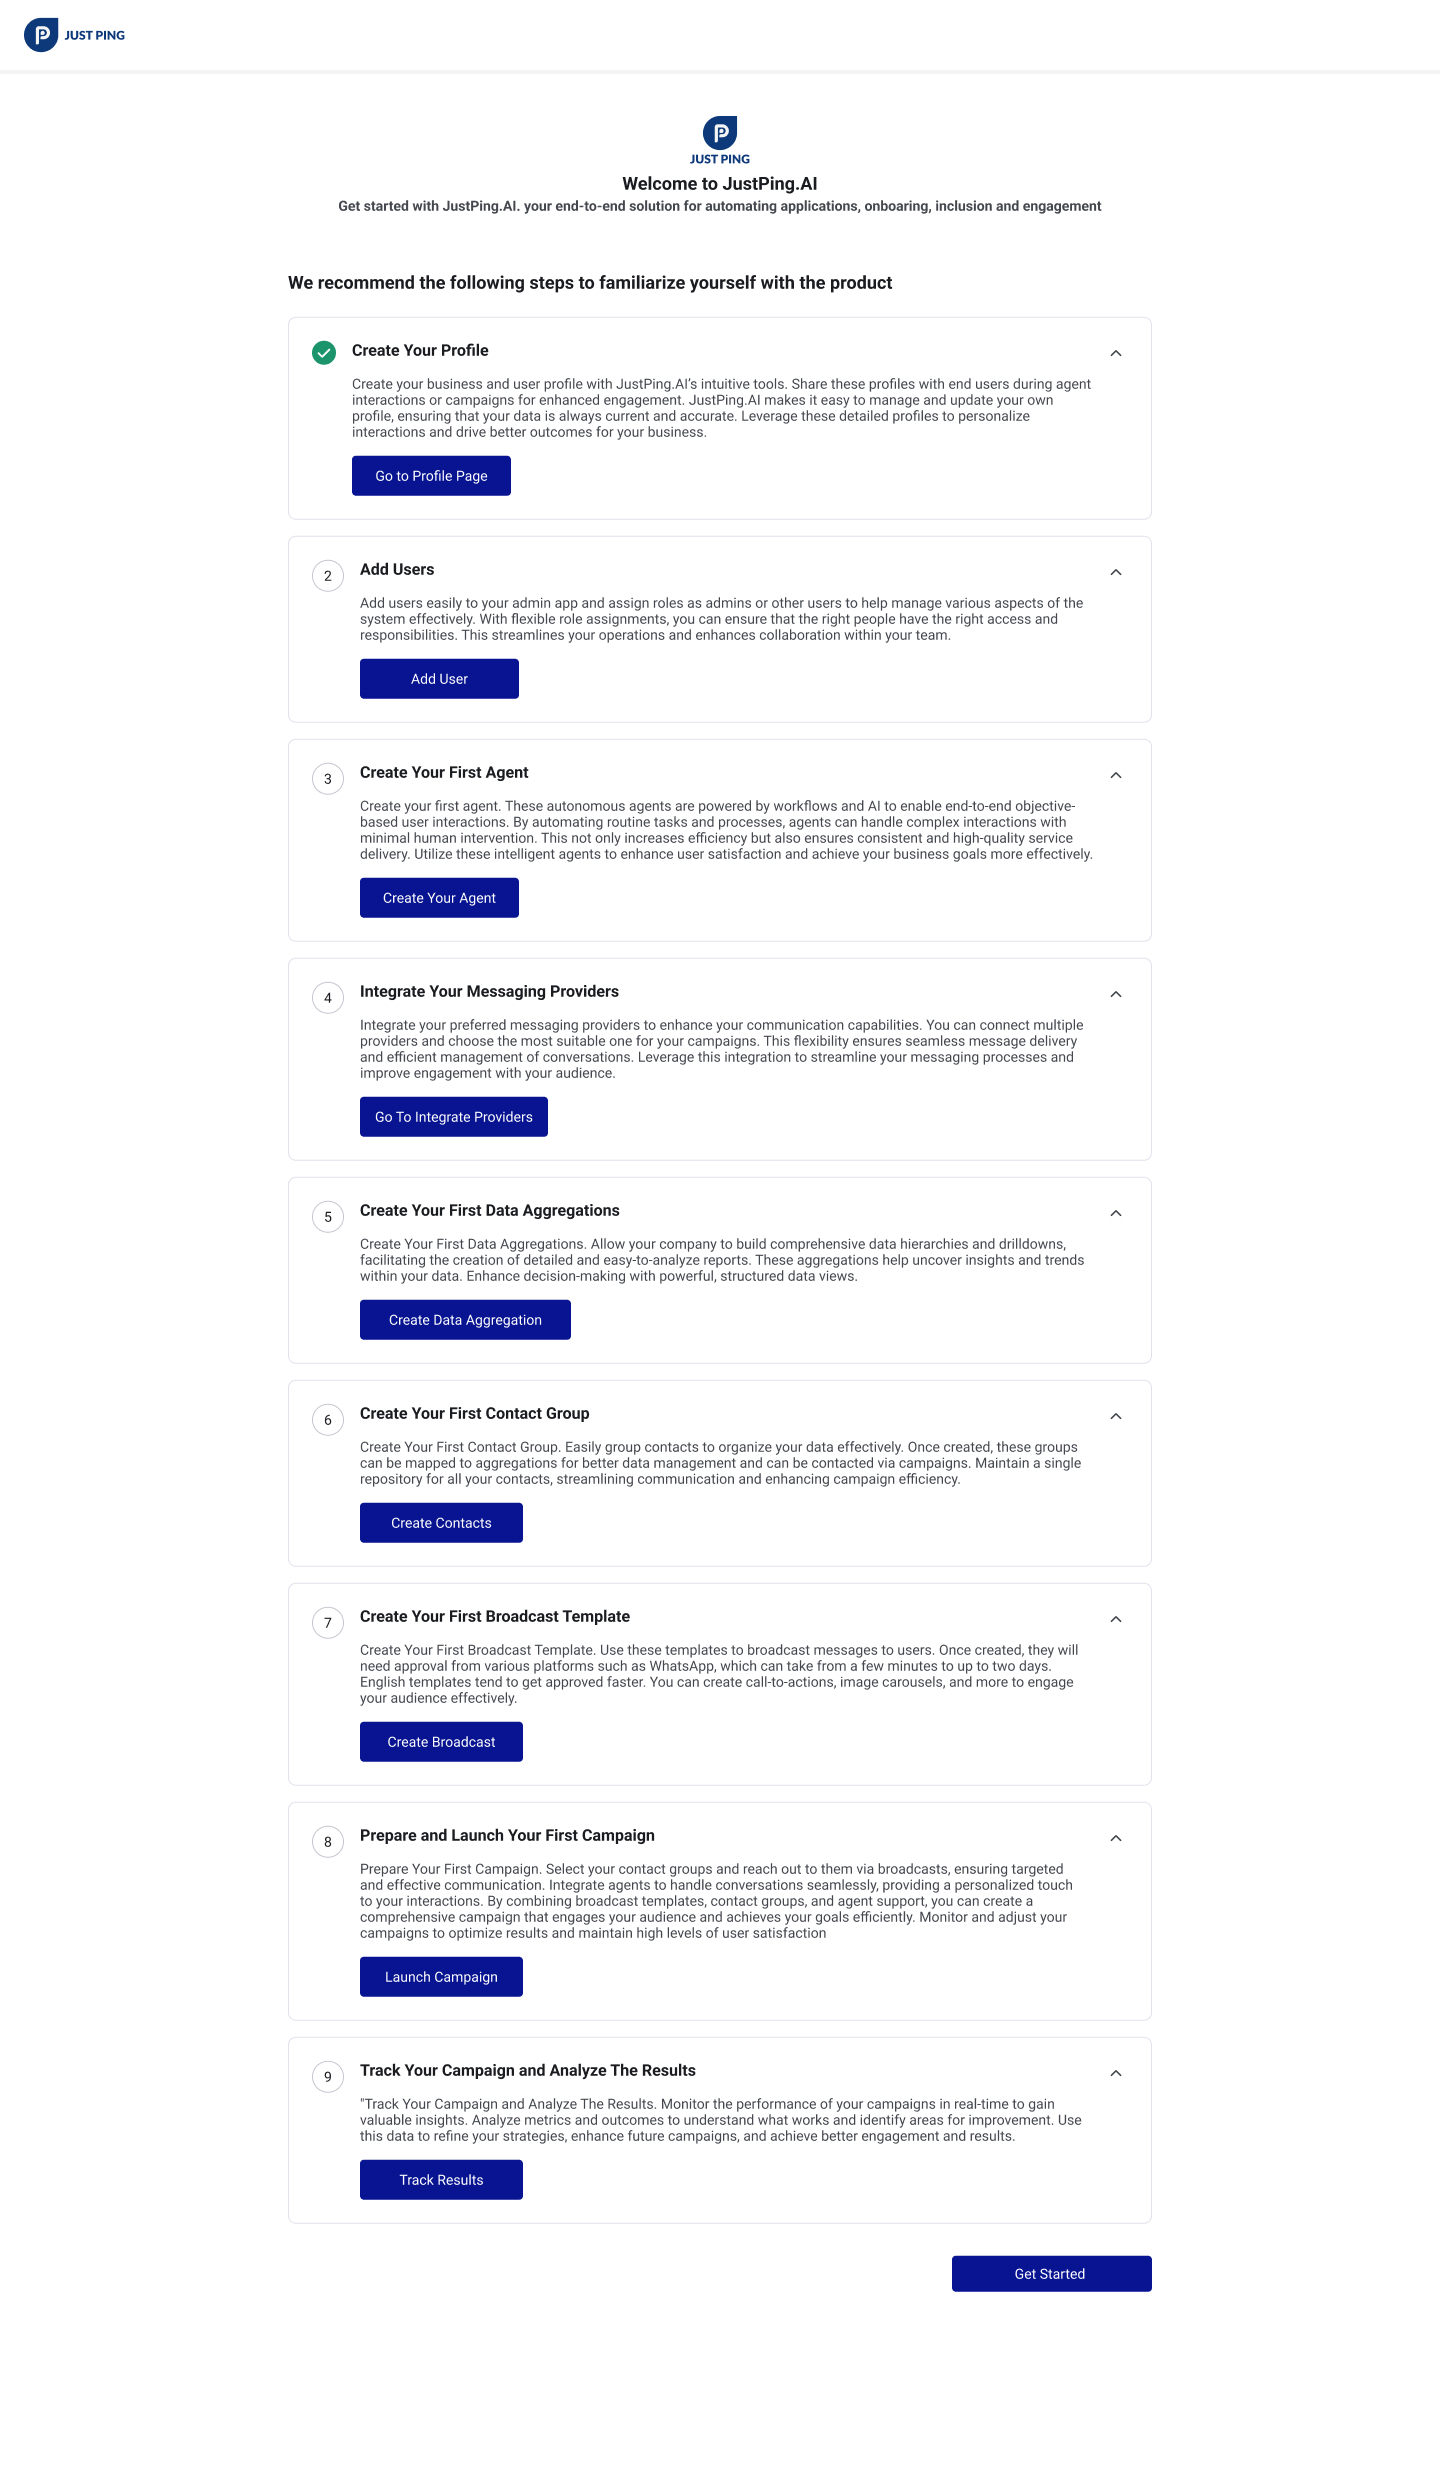 JUST PING
JUST PING
Welcome to JustPing.AI
Get started with JustPing.AI. your end-to-end solution for automating applications, onboaring, inclusion and engagement
We recommend the following steps to familiarize yourself with the product
Create Your Profile
Create your business and user profile with JustPing.AI's intuitive tools. Share these profiles with end users during agent
interactions or campaigns for enhanced engagement. JustPing.AI makes it easy to manage and update your own
profile, ensuring that your data is always current and accurate. Leverage these detailed profiles to personalize
interactions and drive better outcomes for your business.
Go to Profile Page
2
Add Users
Add users easily to your admin app and assign roles as admins or other users to help manage various aspects of the
system effectively. With flexible role assignments, you can ensure that the right people have the right access and
responsibilities. This streamlines your operations and enhances collaboration within your team.
Add User
3
Create Your First Agent
Create your first agent. These autonomous agents are powered by workflows and AI to enable end-to-end objective-
based user interactions. By automating routine tasks and processes, agents can handle complex interactions with
minimal human intervention. This not only increases efficiency but also ensures consistent and high-quality service
delivery. Utilize these intelligent agents to enhance user satisfaction and achieve your business goals more effectively.
Create Your Agent
4
Integrate Your Messaging Providers
Integrate your preferred messaging providers to enhance your communication capabilities. You can connect multiple
providers and choose the most suitable one for your campaigns. This flexibility ensures seamless message delivery
and efficient management of conversations. Leverage this integration to streamline your messaging processes and
improve engagement with your audience.
Go To Integrate Providers
5
Create Your First Data Aggregations
Create Your First Data Aggregations. Allow your company to build comprehensive data hierarchies and drilldowns,
facilitating the creation of detailed and easy-to-analyze reports. These aggregations help uncover insights and trends
within your data. Enhance decision-making with powerful, structured data views.
Create Data Aggregation
6
Create Your First Contact Group
Create Your First Contact Group. Easily group contacts to organize your data effectively. Once created, these groups
can be mapped to aggregations for better data management and can be contacted via campaigns. Maintain a single
repository for all your contacts, streamlining communication and enhancing campaign efficiency.
Create Contacts
7
Create Your First Broadcast Template
Create Your First Broadcast Template. Use these templates to broadcast messages to users. Once created, they will
need approval from various platforms such as WhatsApp, which can take from a few minutes to up to two days.
English templates tend to get approved faster. You can create call-to-actions, image carousels, and more to engage
your audience effectively.
Create Broadcast
8
Prepare and Launch Your First Campaign
Prepare Your First Campaign. Select your contact groups and reach out to them via broadcasts, ensuring targeted
and effective communication. Integrate agents to handle conversations seamlessly, providing a personalized touch
to your interactions. By combining broadcast templates, contact groups, and agent support, you can create a
comprehensive campaign that engages your audience and achieves your goals efficiently. Monitor and adjust your
campaigns to optimize results and maintain high levels of user satisfaction
Launch Campaign
9
Track Your Campaign and Analyze The Results
"Track Your Campaign and Analyze The Results. Monitor the performance of your campaigns in real-time to gain
valuable insights. Analyze metrics and outcomes to understand what works and identify areas for improvement. Use
this data to refine your strategies, enhance future campaigns, and achieve better engagement and results.
Track Results
Get Started